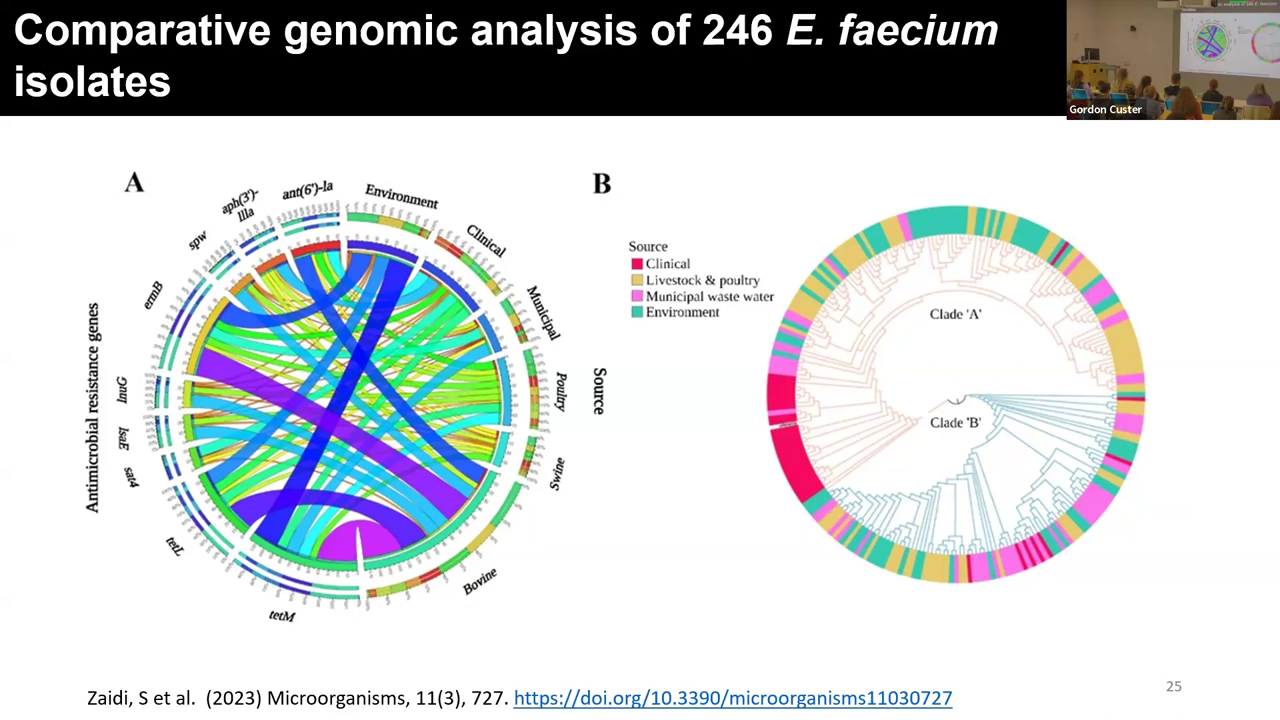 Comparative genomic analysis of 246 E. faecium
isolates
Gordon Custer
A
B
Antimicrobial resistance genes
ant(6')-Ia
aph(3')-
IIIa
spw
ermB
lnuG
lsaE
sat4
tetL
tetM
Environment
Clinical
Municipal
Poultry
Swine
Bovine
Source
Source
Clinical
Livestock & poultry
Municipal waste water
Environment
Clade 'A'
Clade 'B'
Zaidi, S et al. (2023) Microorganisms, 11(3), 727. https://doi.org/10.3390/microorganisms11030727
25